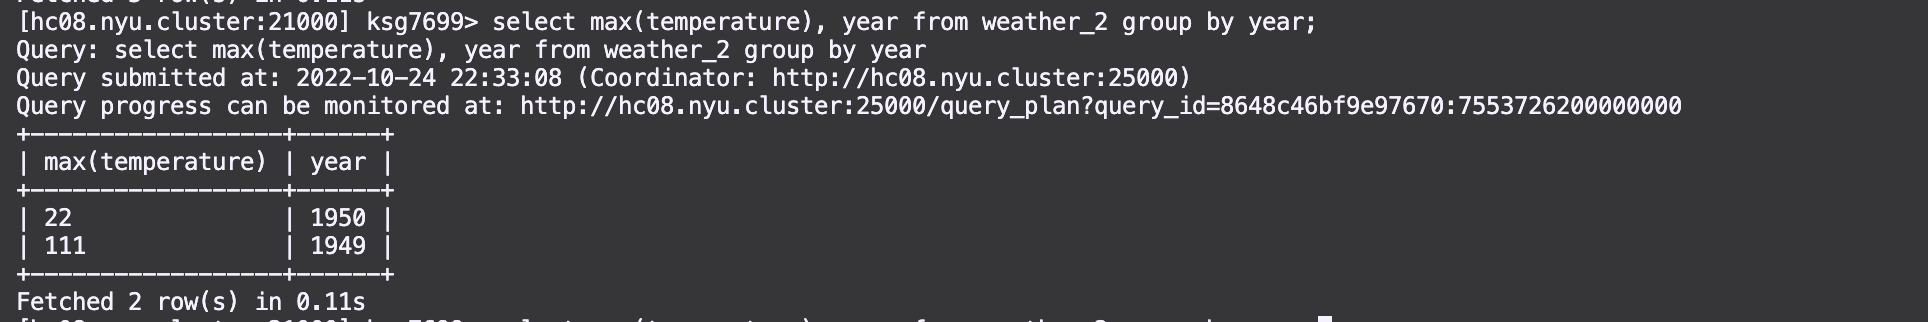 [hc08.nyu.cluster:21000] ksg7699> select max(temperature), year from weather_2 group by year;
Query: select max(temperature), year from weather_2 group by year
Query submitted at: 2022-10-24 22:33:08 (Coordinator: http://hc08.nyu.cluster:25000)
Query progress can be monitored at: http://hc08.nyu.cluster:25000/query_plan?query_id=8648c46bf9e97670:7553726200000000
+------------------+------+
| max(temperature) | year |
+------------------+------+
| 22               | 1950 |
| 111              | 1949 |
+------------------+------+
Fetched 2 row(s) in 0.11s